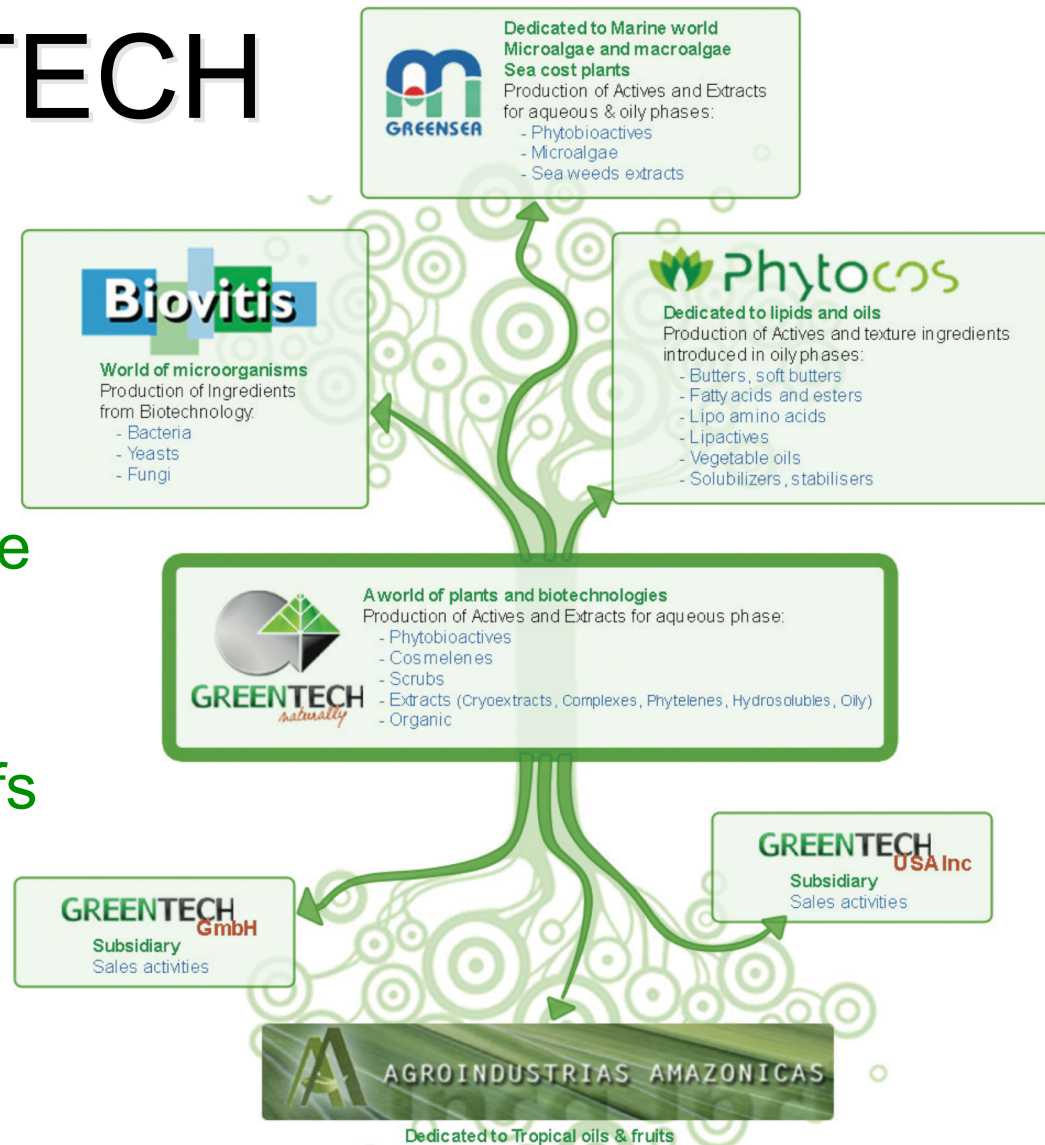 TECH
GREENSEA
Dedicated to Marine world
Microalgae and macroalgae
Sea cost plants
Production of Actives and Extracts
for aqueous & oily phases:
- Phytobioactives
- Microalgae
- Sea weeds extracts
Biovitis
World of microorganisms
Production of Ingredients
from Biotechnology:
- Bacteria
- Yeasts
- Fungi
Phytocos
Dedicated to lipids and oils
Production of Actives and texture ingredients
introduced in oily phases:
- Butters, soft butters
- Fatty acids and esters
- Lipo amino acids
- Lipactives
- Vegetable oils
- Solubilizers, stabilisers
e
GREENTECH
naturally
A world of plants and biotechnologies
Production of Actives and Extracts for aqueous phase:
- Phytobioactives
- Cosmelenes
- Scrubs
- Extracts (Cryoextracts, Complexes, Phytelenes, Hydrosolubles, Oily)
- Organic
fs
GREENTECH
GmbH
Subsidiary
Sales activities
GREENTECH
USA Inc
Subsidiary
Sales activities
AGROINDUSTRIAS AMAZONICAS
Dedicated to Tropical oils & fruits